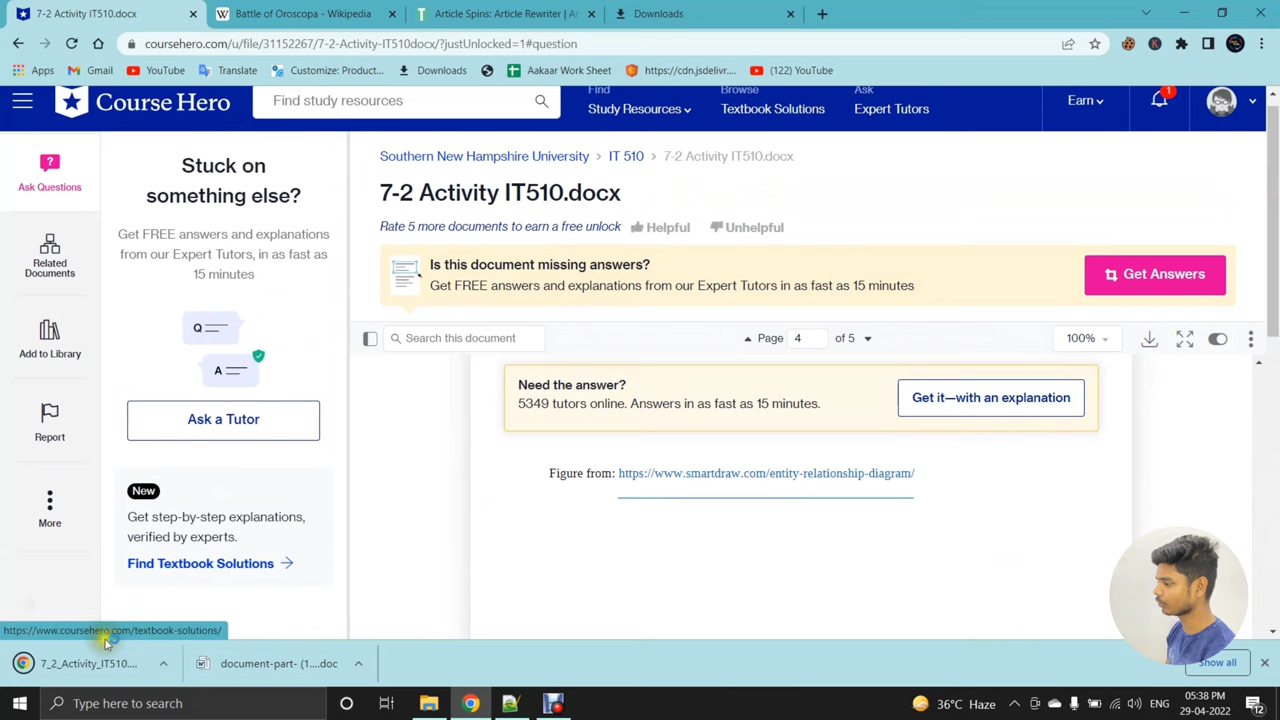 7-2 Activity IT510.docx
Battle of Oroscopa - Wikipedia
Article Spins: Article Rewriter | Ar
Downloads
coursehero.com/u/file/31152267/7-2-Activity-IT510docx/?justUnlocked=1#question
Apps
Gmail
YouTube
Translate
Customize: Product...
Downloads
Aakaar Work Sheet
https://cdn.jsdelivr....
(122) YouTube
Course Hero
Find study resources
Find
Study Resources
Browse
Textbook Solutions
Ask
Expert Tutors
Earn
1
Ask Questions
Related
Documents
Add to Library
Report
More
Stuck on
something else?
Get FREE answers and explanations
from our Expert Tutors, in as fast as
15 minutes
Q
A
Ask a Tutor
New
Get step-by-step explanations,
verified by experts.
Find Textbook Solutions
Southern New Hampshire University > IT 510 > 7-2 Activity IT510.docx
7-2 Activity IT510.docx
Rate 5 more documents to earn a free unlock
Helpful
Unhelpful
Is this document missing answers?
Get FREE answers and explanations from our Expert Tutors in as fast as 15 minutes
Get Answers
Search this document
Page 4 of 5
100%
Need the answer?
5349 tutors online. Answers in as fast as 15 minutes.
Get it—with an explanation
Figure from: https://www.smartdraw.com/entity-relationship-diagram/
https://www.coursehero.com/textbook-solutions/
7_2_Activity_IT510....
document-part- (1....doc
Show all
Type here to search
36°C Haze
ENG
05:38 PM
29-04-2022
12